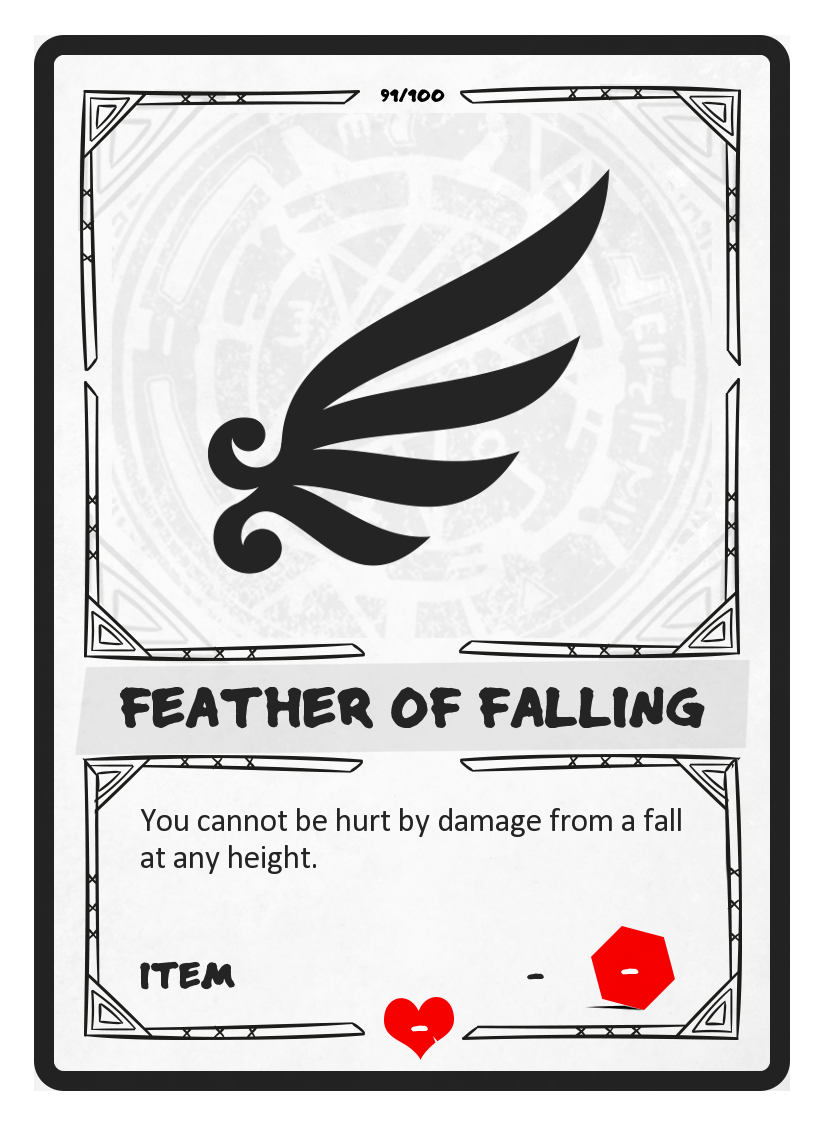 91/100
FEATHER OF FALLING
You cannot be hurt by damage from a fall
at any height.
ITEM - -
-